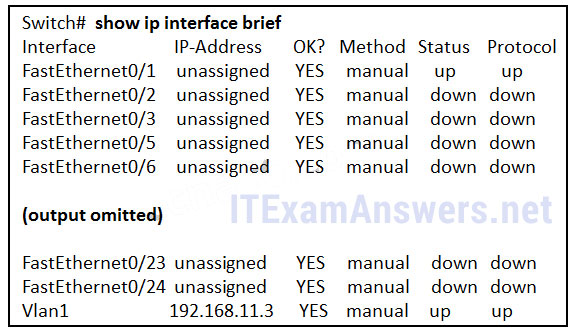 Switch# show ip interface brief
Interface IP-Address OK? Method Status Protocol
FastEthernet0/1 unassigned YES manual up up
FastEthernet0/2 unassigned YES manual down down
FastEthernet0/3 unassigned YES manual down down
FastEthernet0/5 unassigned YES manual down down
FastEthernet0/6 unassigned YES manual down down
(output omitted)
ITExamAnswers.net
FastEthernet0/23 unassigned YES manual down down
FastEthernet0/24 unassigned YES manual down down
Vlan1 192.168.11.3 YES manual up up